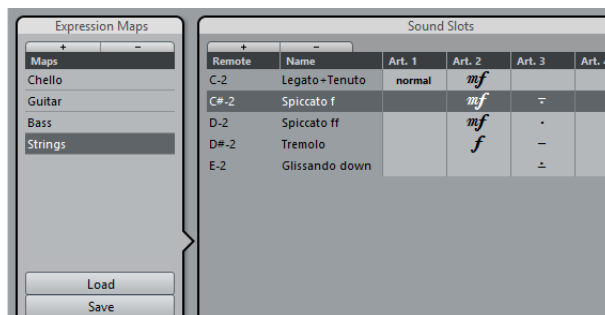 Expression Maps
+ −
Maps
Chello
Guitar
Bass
Strings
Load
Save
Sound Slots
+ −
Remote Name Art. 1 Art. 2 Art. 3 Art. 4
C-2 Legato+Tenuto normal mf
C#-2 Spiccato f mf
D-2 Spiccato ff mf
D#-2 Tremolo f
E-2 Glissando down